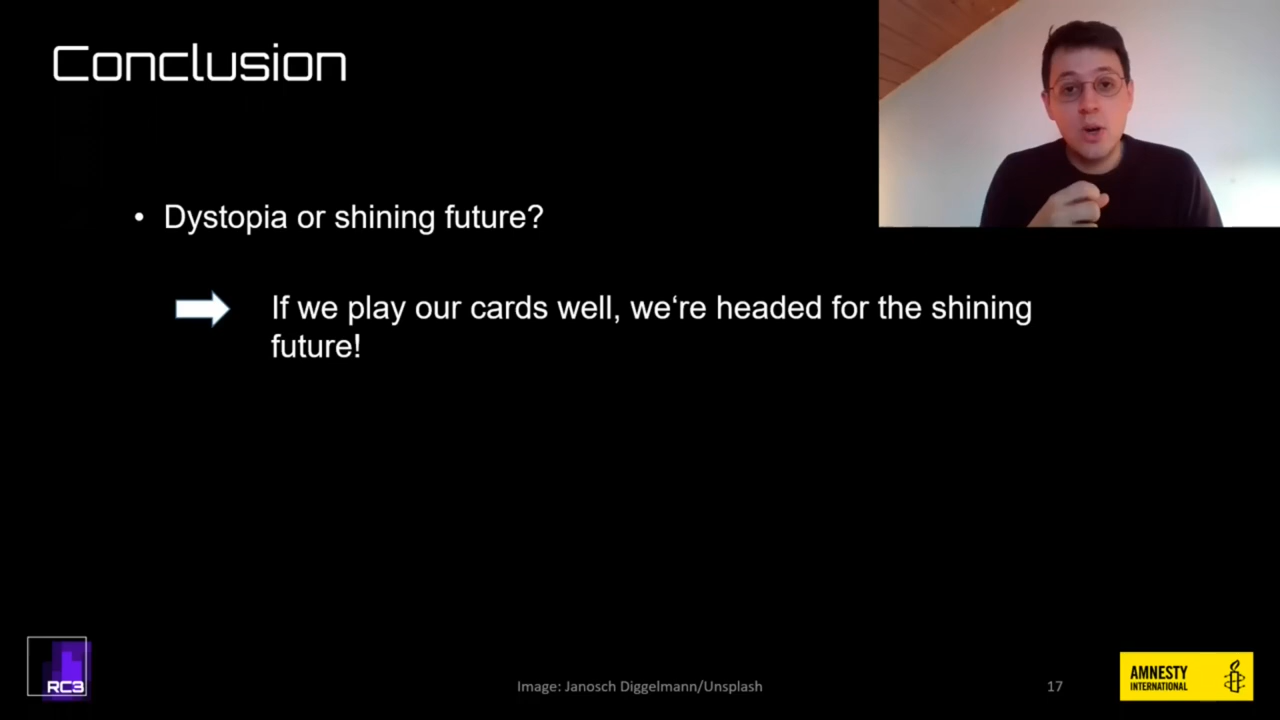 Conclusion
• Dystopia or shining future?
If we play our cards well, we‘re headed for the shining
future!
RC3
Image: Janosch Diggelmann/Unsplash
17
AMNESTY
INTERNATIONAL